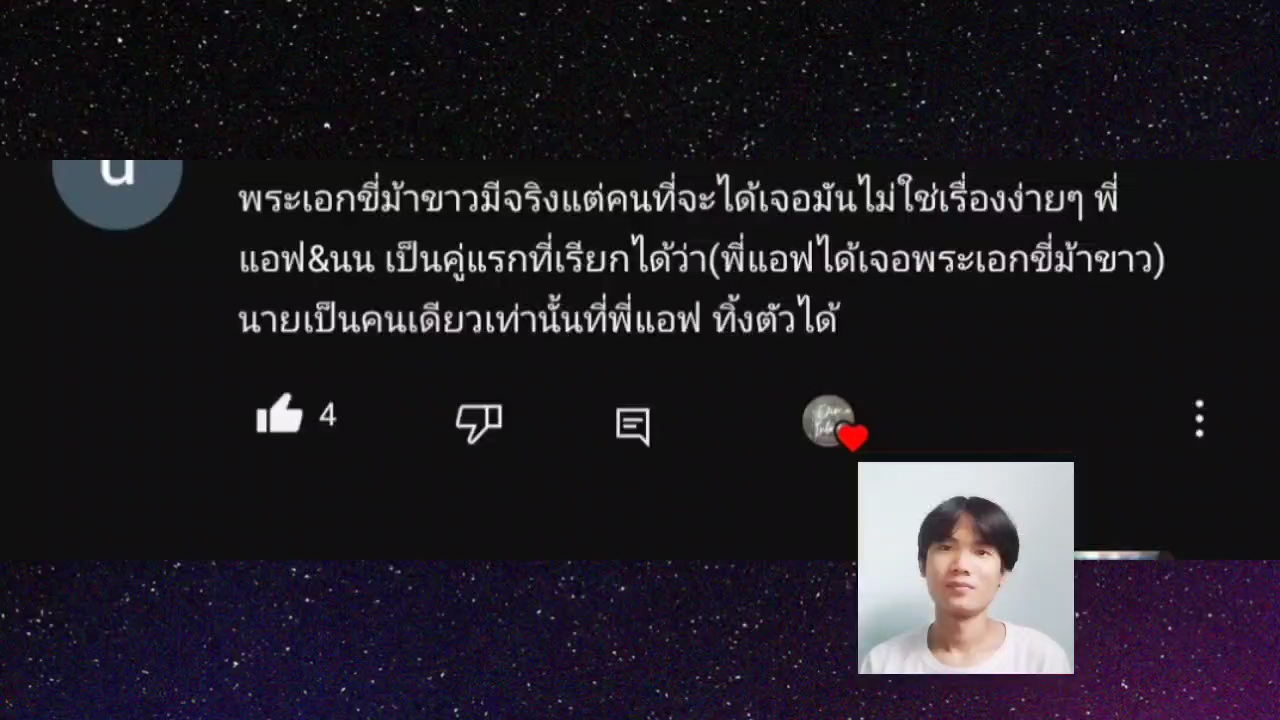 พระเอกขี่ม้าขาวมีจริงแต่คนที่จะได้เจอมันไม่ใช่เรื่องง่ายๆ พี่
แอฟ&นน เป็นคู่แรกที่เรียกได้ว่า(พี่แอฟได้เจอพระเอกขี่ม้าขาว)
นายเป็นคนเดียวเท่านั้นที่พี่แอฟ ทิ้งตัวได้
4